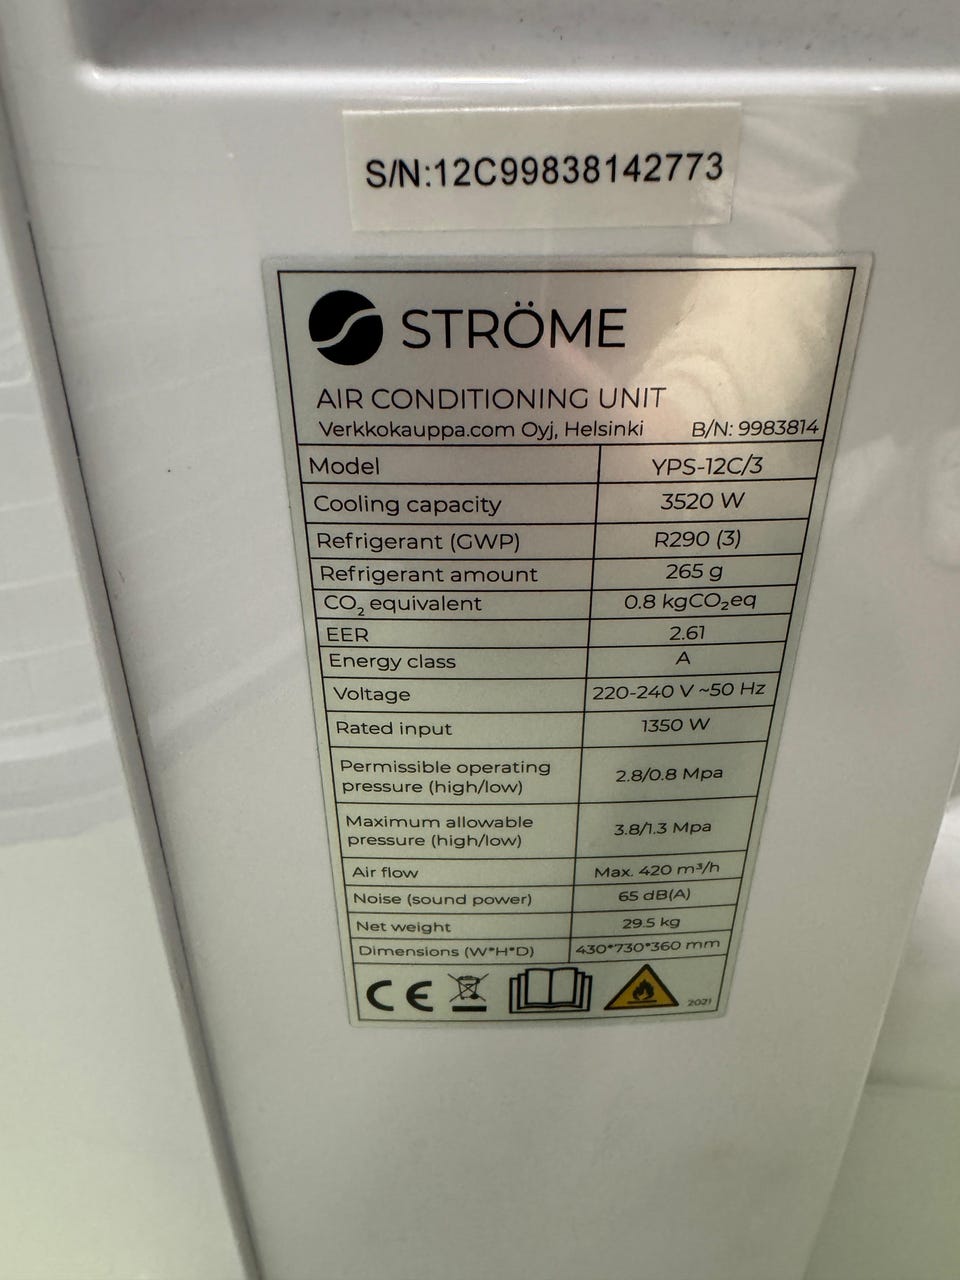 S/N:12C99838142773
STRÖME
AIR CONDITIONING UNIT
Verkkokauppa.com Oyj, Helsinki B/N: 9983814
Model YPS-12C/3
Cooling capacity 3520 W
Refrigerant (GWP) R290 (3)
Refrigerant amount 265 g
CO₂ equivalent 0.8 kgCO₂eq
EER 2.61
Energy class A
Voltage 220-240 V ~50 Hz
Rated input 1350 W
Permissible operating
pressure (high/low) 2.8/0.8 Mpa
Maximum allowable
pressure (high/low) 3.8/1.3 Mpa
Air flow Max. 420 m³/h
Noise (sound power) 65 dB(A)
Net weight 29.5 kg
Dimensions (W*H*D) 430*730*360 mm
CE 2021